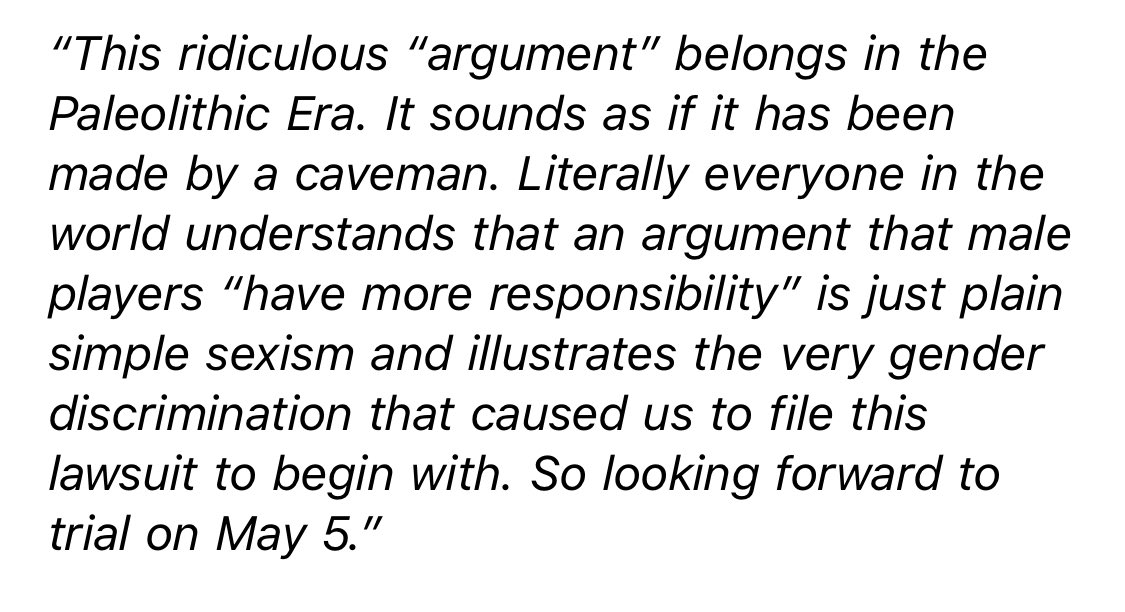 “This ridiculous “argument” belongs in the
Paleolithic Era. It sounds as if it has been
made by a caveman. Literally everyone in the
world understands that an argument that male
players “have more responsibility” is just plain
simple sexism and illustrates the very gender
discrimination that caused us to file this
lawsuit to begin with. So looking forward to
trial on May 5.”